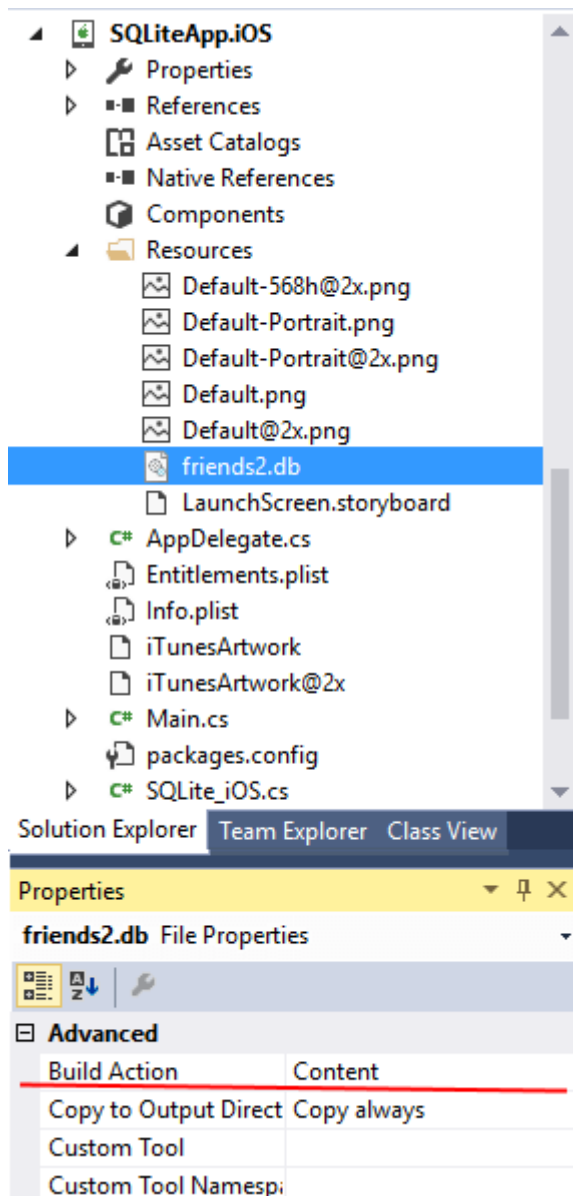 SQLiteApp.iOS
Properties
References
Asset Catalogs
Native References
Components
Resources
Default-568h@2x.png
Default-Portrait.png
Default-Portrait@2x.png
Default.png
Default@2x.png
friends2.db
LaunchScreen.storyboard
C# AppDelegate.cs
Entitlements.plist
Info.plist
iTunesArtwork
iTunesArtwork@2x
C# Main.cs
packages.config
C# SQLite_iOS.cs
Solution Explorer Team Explorer Class View
Properties
friends2.db File Properties
Advanced
Build Action Content
Copy to Output Direct Copy always
Custom Tool
Custom Tool Namespa